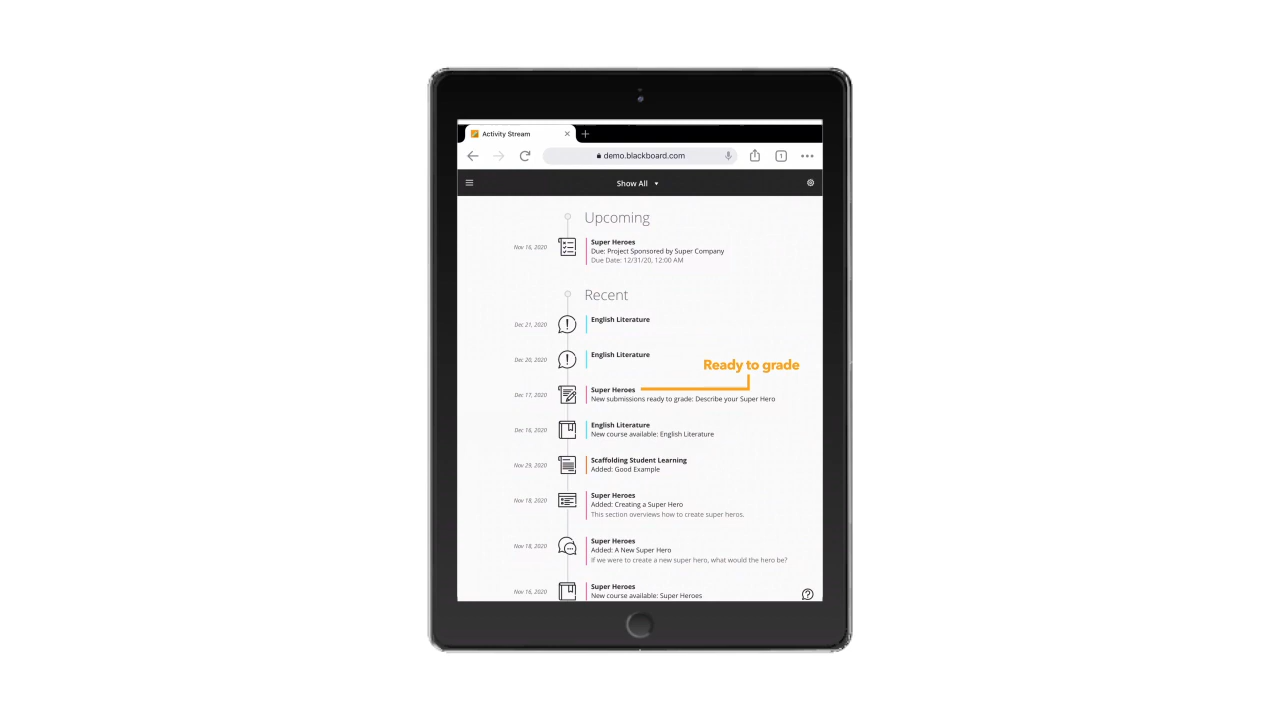 Activity Stream
demo.blackboard.com
1
Show All
Upcoming
Nov 16, 2020
Super Heroes
Due: Project Sponsored by Super Company
Due Date: 12/31/20, 12:00 AM
Recent
Dec 21, 2020
English Literature
Dec 20, 2020
English Literature
Ready to grade
Dec 17, 2020
Super Heroes
New submissions ready to grade: Describe your Super Hero
Dec 16, 2020
English Literature
New course available: English Literature
Nov 29, 2020
Scaffolding Student Learning
Added: Good Example
Nov 18, 2020
Super Heroes
Added: Creating a Super Hero
This section overviews how to create super heros.
Nov 18, 2020
Super Heroes
Added: A New Super Hero
If we were to create a new super hero, what would the hero be?
Nov 16, 2020
Super Heroes
New course available: Super Heroes